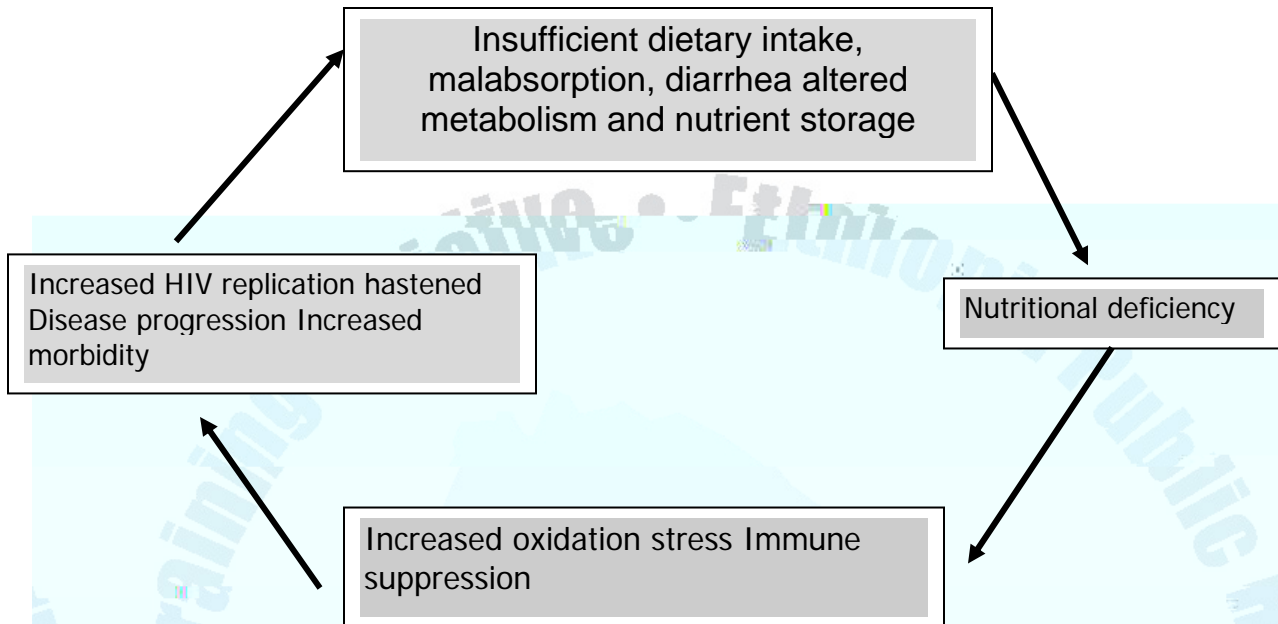 Insufficient dietary intake,
malabsorption, diarrhea altered
metabolism and nutrient storage
Increased HIV replication hastened
Disease progression Increased
morbidity
Nutritional deficiency
Increased oxidation stress Immune
suppression